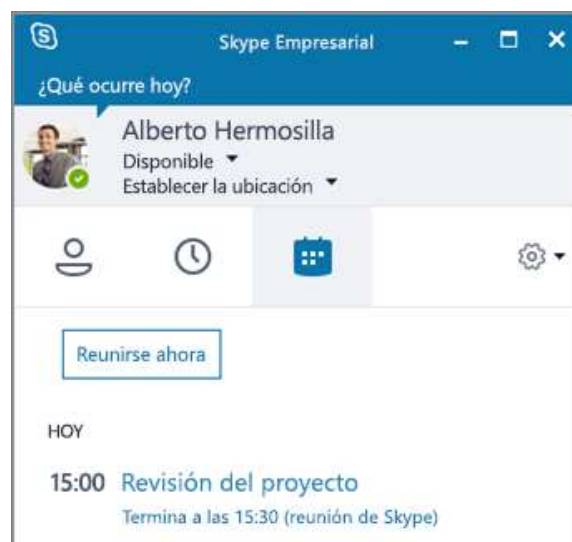 Skype Empresarial
¿Qué ocurre hoy?
Alberto Hermosilla
Disponible
Establecer la ubicación
Reunirse ahora
HOY
15:00 Revisión del proyecto
Termina a las 15:30 (reunión de Skype)